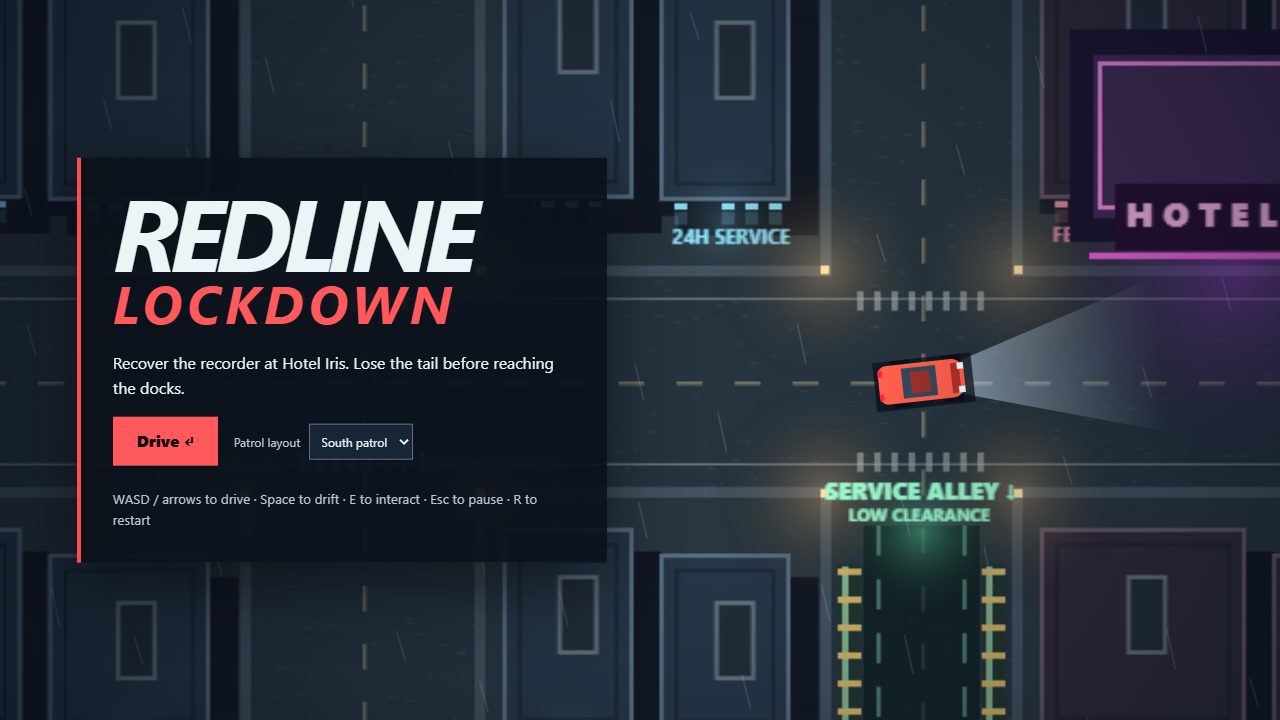 REDLINE
LOCKDOWN
Recover the recorder at Hotel Iris. Lose the tail before reaching
the docks.
Drive ↵
Patrol layout
South patrol
WASD / arrows to drive · Space to drift · E to interact · Esc to pause · R to
restart
24H SERVICE
HOTEL
SERVICE ALLEY ↓
LOW CLEARANCE